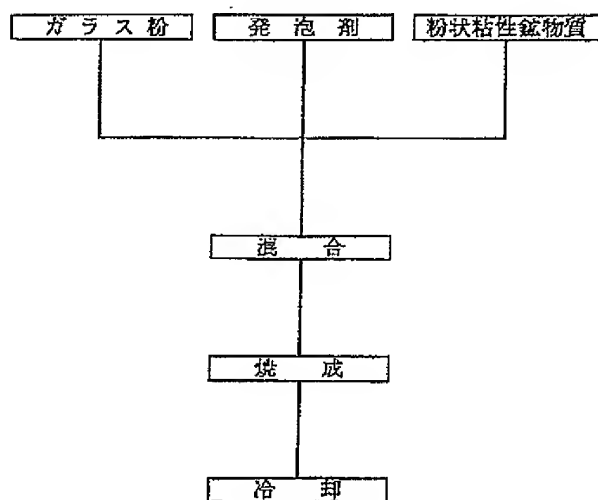 ガラス粉
発泡剤
粉状粘性鉱物質
混合
焼成
冷却